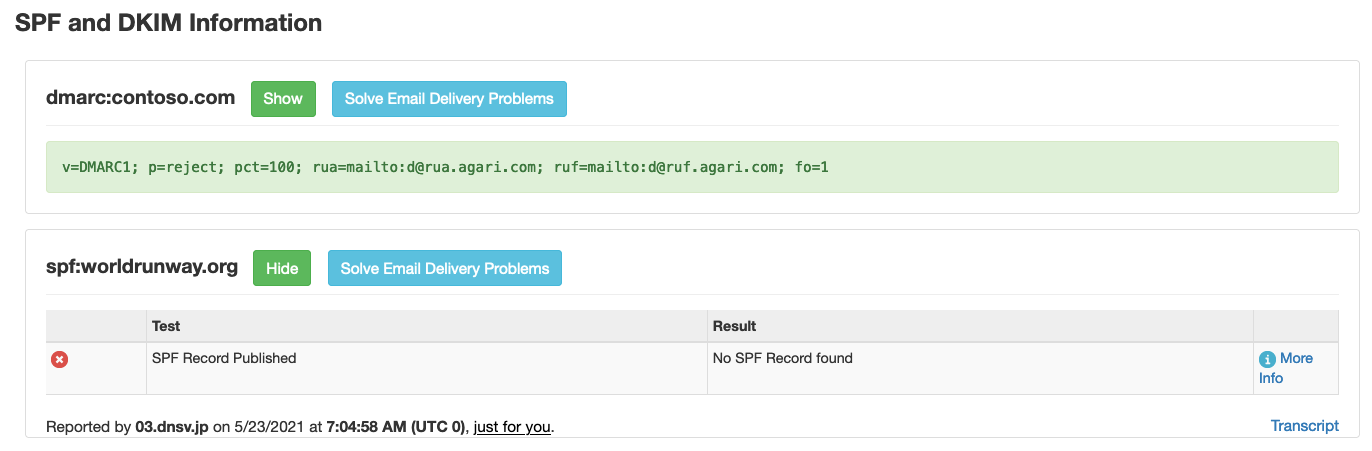 SPF and DKIM Information
dmarc:contoso.com Show Solve Email Delivery Problems
v=DMARC1; p=reject; pct=100; rua=mailto:d@rua.agari.com; ruf=mailto:d@ruf.agari.com; fo=1
spf:worldrunway.org Hide Solve Email Delivery Problems
Test Result
SPF Record Published No SPF Record found More
Info
Reported by 03.dnsv.jp on 5/23/2021 at 7:04:58 AM (UTC 0), just for you. Transcript